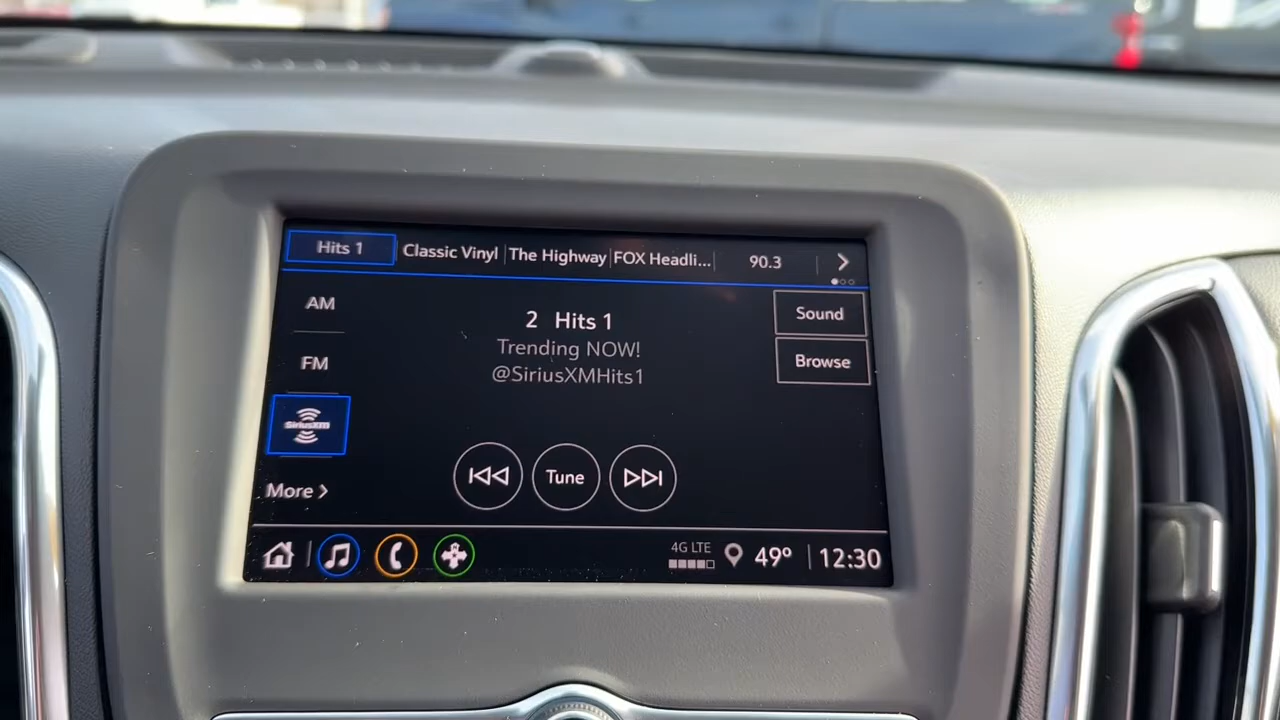 Hits 1 Classic Vinyl The Highway FOX Headli... 90.3
AM
2 Hits 1
Sound
Trending NOW!
FM
Browse
@SiriusXMHits1
SiriusXM
Tune
More
4G LTE
49° 12:30